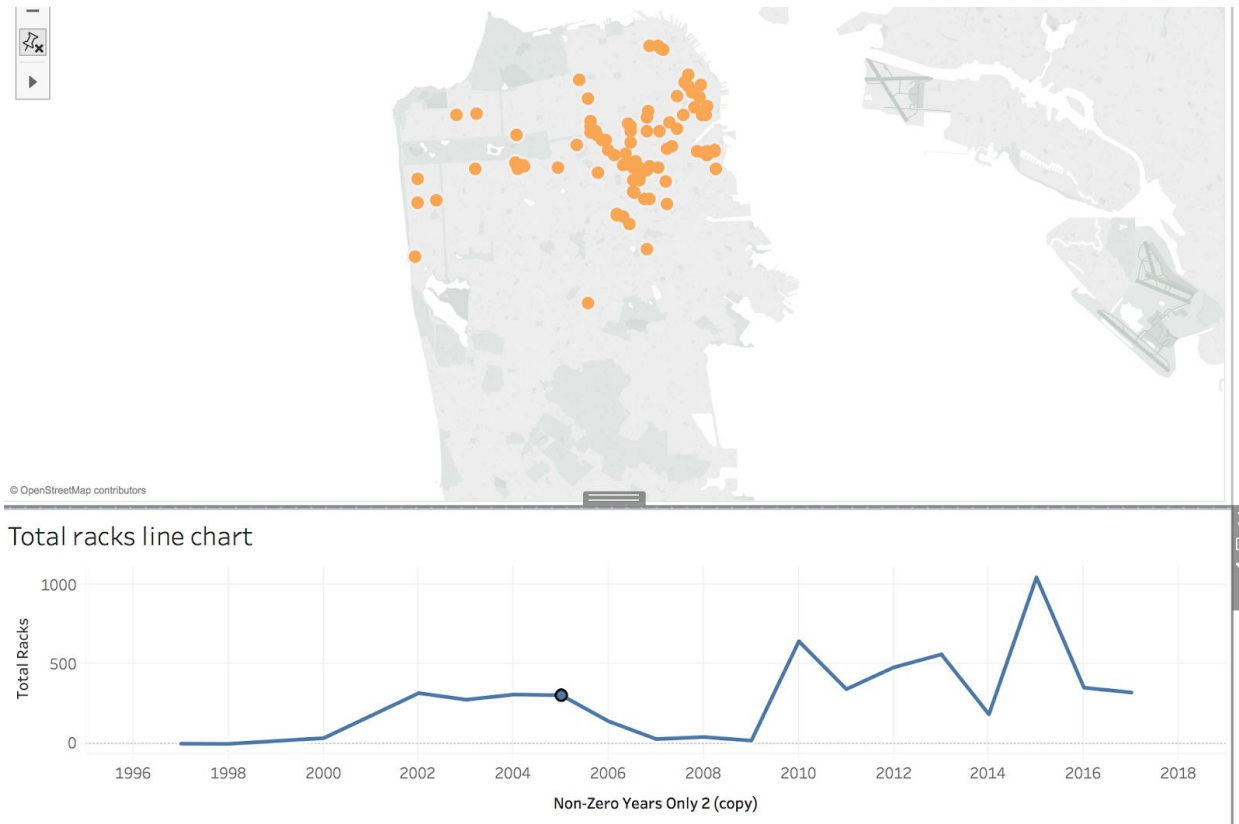 © OpenStreetMap contributors
Total racks line chart
Total Racks
1000
500
0
1996 1998 2000 2002 2004 2006 2008 2010 2012 2014 2016 2018
Non-Zero Years Only 2 (copy)